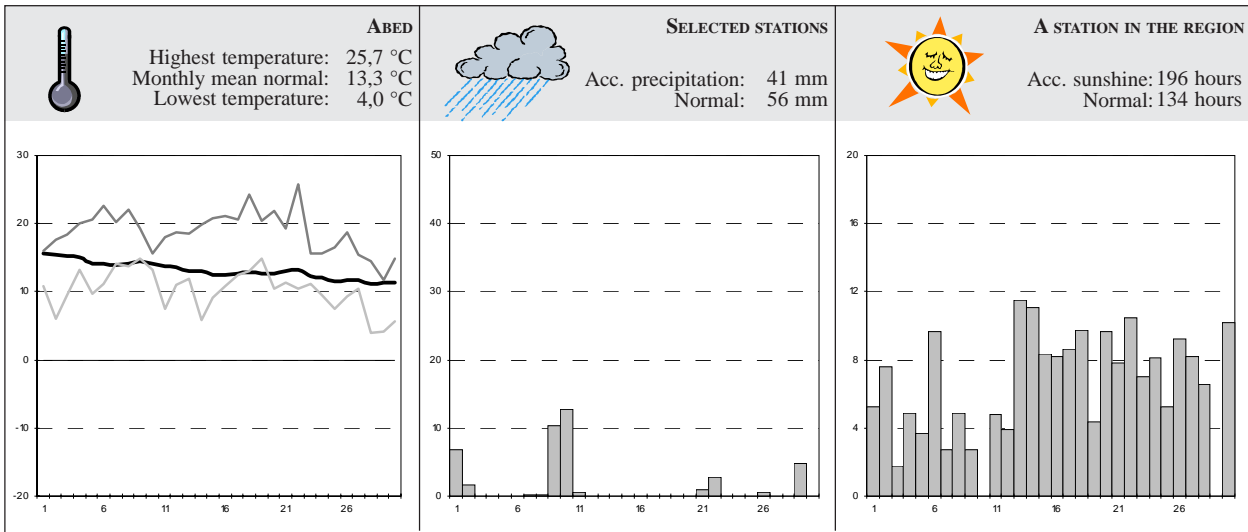 ABED
Highest temperature: 25,7 °C
Monthly mean normal: 13,3 °C
Lowest temperature: 4,0 °C
SELECTED STATIONS
Acc. precipitation: 41 mm
Normal: 56 mm
A STATION IN THE REGION
Acc. sunshine: 196 hours
Normal: 134 hours
30
20
10
0
-10
-20
1 6 11 16 21 26
50
40
30
20
10
0
1 6 11 16 21 26
20
16
12
8
4
0
1 6 11 16 21 26